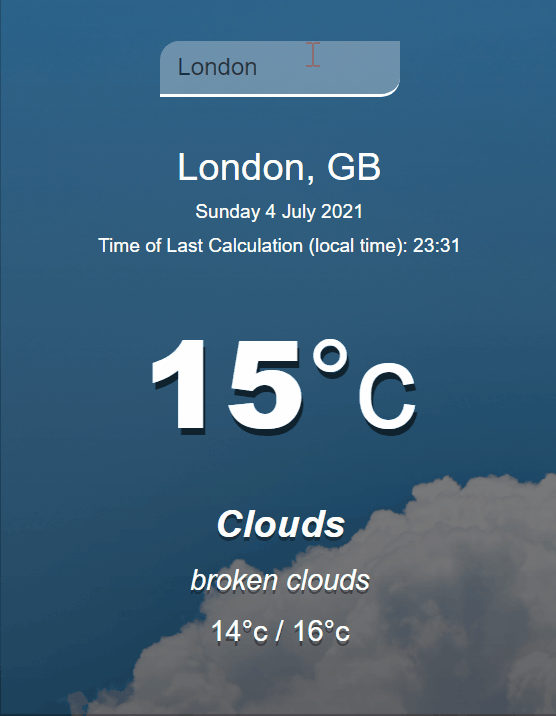 London
London, GB
Sunday 4 July 2021
Time of Last Calculation (local time): 23:31
15°c
Clouds
broken clouds
14°c / 16°c